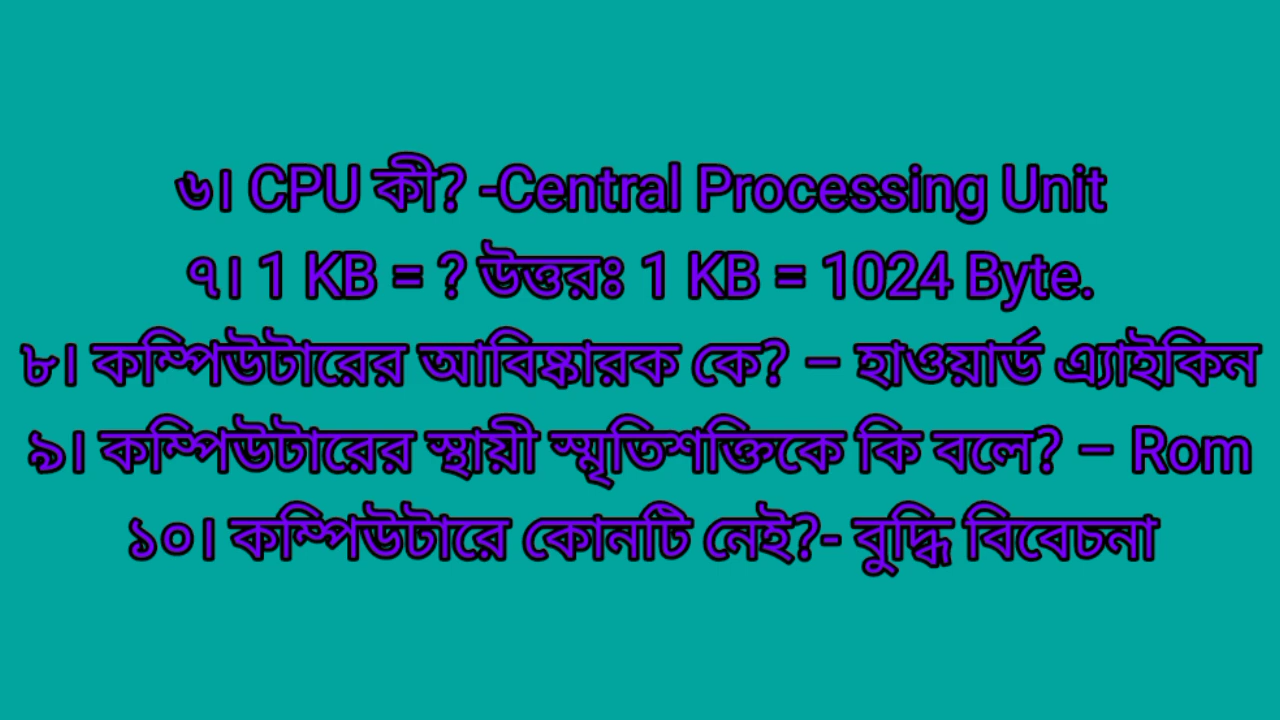 ৬। CPU কী? -Central Processing Unit
৭। 1 KB = ? উত্তরঃ 1 KB = 1024 Byte.
৮। কম্পিউটারের আবিষ্কারক কে? – হাওয়ার্ড এ্যাইকিন
৯। কম্পিউটারের স্থায়ী স্মৃতিশক্তিকে কি বলে? – Rom
১০। কম্পিউটারে কোনটি নেই?- বুদ্ধি বিবেচনা